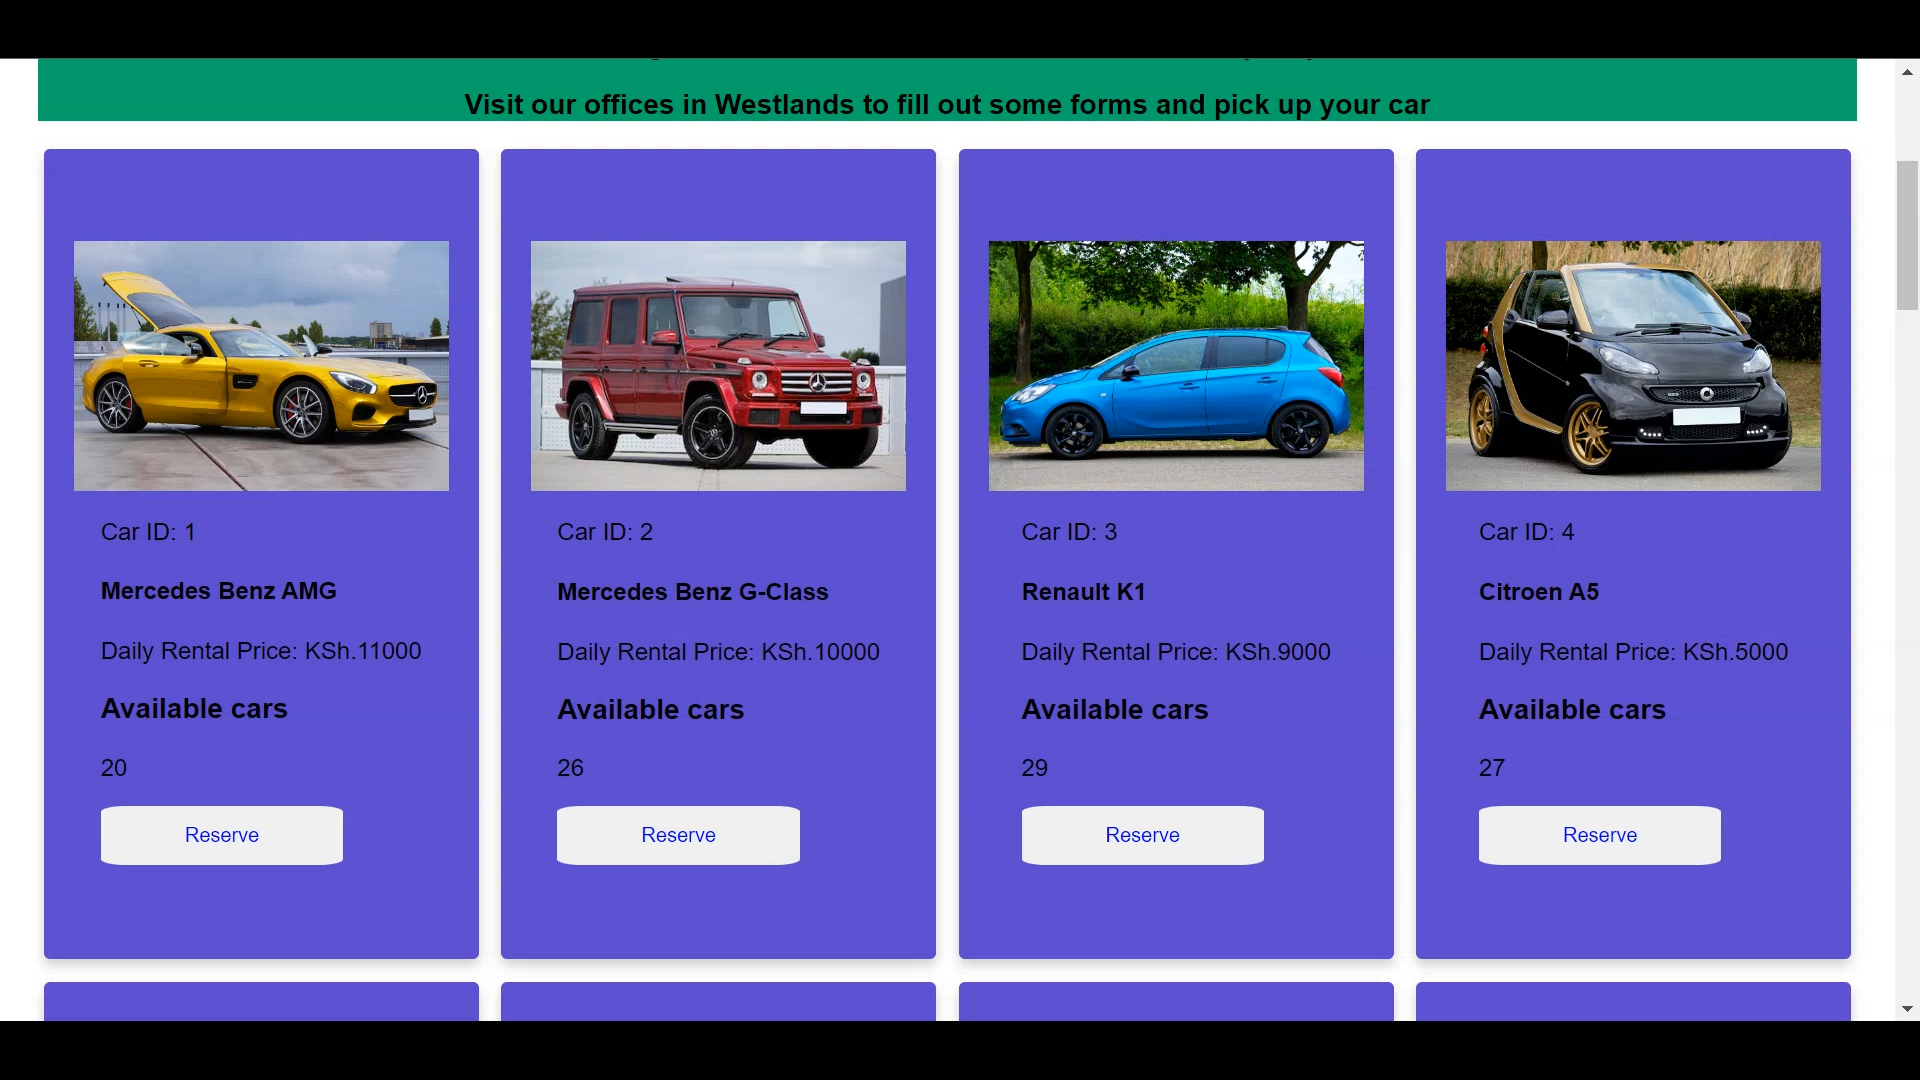 Visit our offices in Westlands to fill out some forms and pick up your car
Car ID: 1
Mercedes Benz AMG
Daily Rental Price: KSh.11000
Available cars
20
Reserve
Car ID: 2
Mercedes Benz G-Class
Daily Rental Price: KSh.10000
Available cars
26
Reserve
Car ID: 3
Renault K1
Daily Rental Price: KSh.9000
Available cars
29
Reserve
Car ID: 4
Citroen A5
Daily Rental Price: KSh.5000
Available cars
27
Reserve